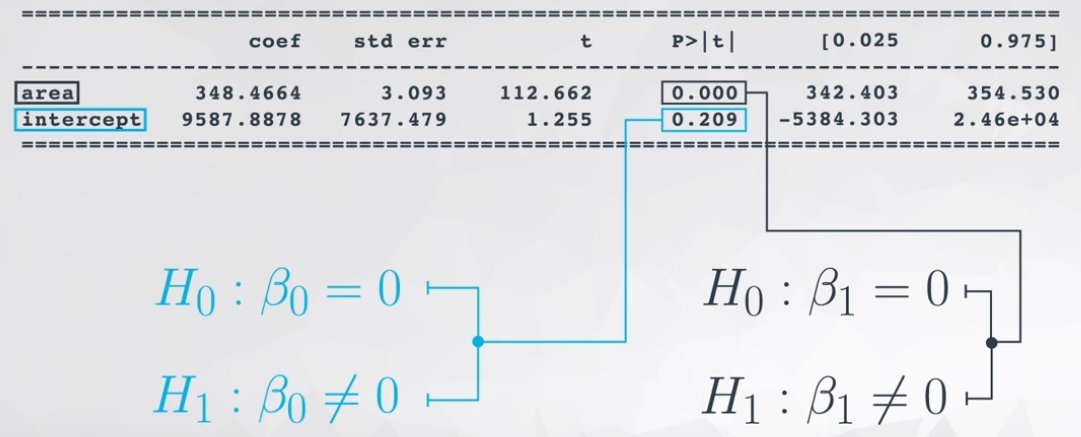 coef std err t P>|t| [0.025 0.975]
area 348.4664 3.093 112.662 0.000 342.403 354.530
intercept 9587.8878 7637.479 1.255 0.209 -5384.303 2.46e+04
H₀ : β₀ = 0 H₀ : β₁ = 0
H₁ : β₀ ≠ 0 H₁ : β₁ ≠ 0